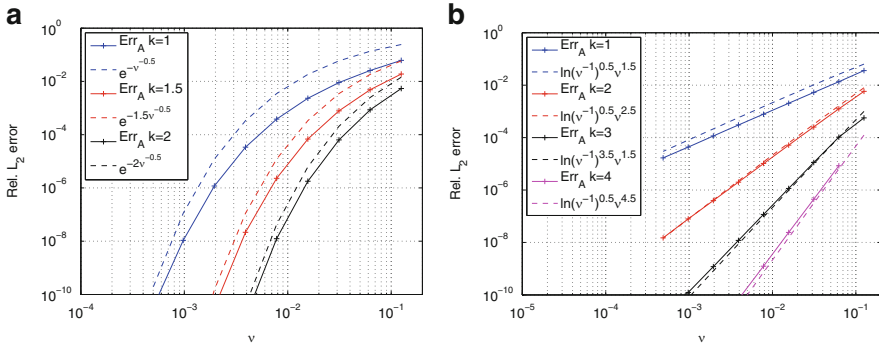 a
Rel. L₂ error
10⁰
10⁻²
10⁻⁴
10⁻⁶
10⁻⁸
10⁻¹⁰
Err_A k=1
e^{-ν^{-0.5}}
Err_A k=1.5
e^{-1.5ν^{-0.5}}
Err_A k=2
e^{-2ν^{-0.5}}
10⁻⁴ 10⁻³ 10⁻² 10⁻¹
ν
b
Rel. L₂ error
10⁰
10⁻²
10⁻⁴
10⁻⁶
10⁻⁸
10⁻¹⁰
Err_A k=1
ln(ν⁻¹)^{0.5}ν^{1.5}
Err_A k=2
ln(ν⁻¹)^{0.5}ν^{2.5}
Err_A k=3
ln(ν⁻¹)^{3.5}ν^{1.5}
Err_A k=4
ln(ν⁻¹)^{0.5}ν^{4.5}
10⁻⁵ 10⁻⁴ 10⁻³ 10⁻² 10⁻¹
ν